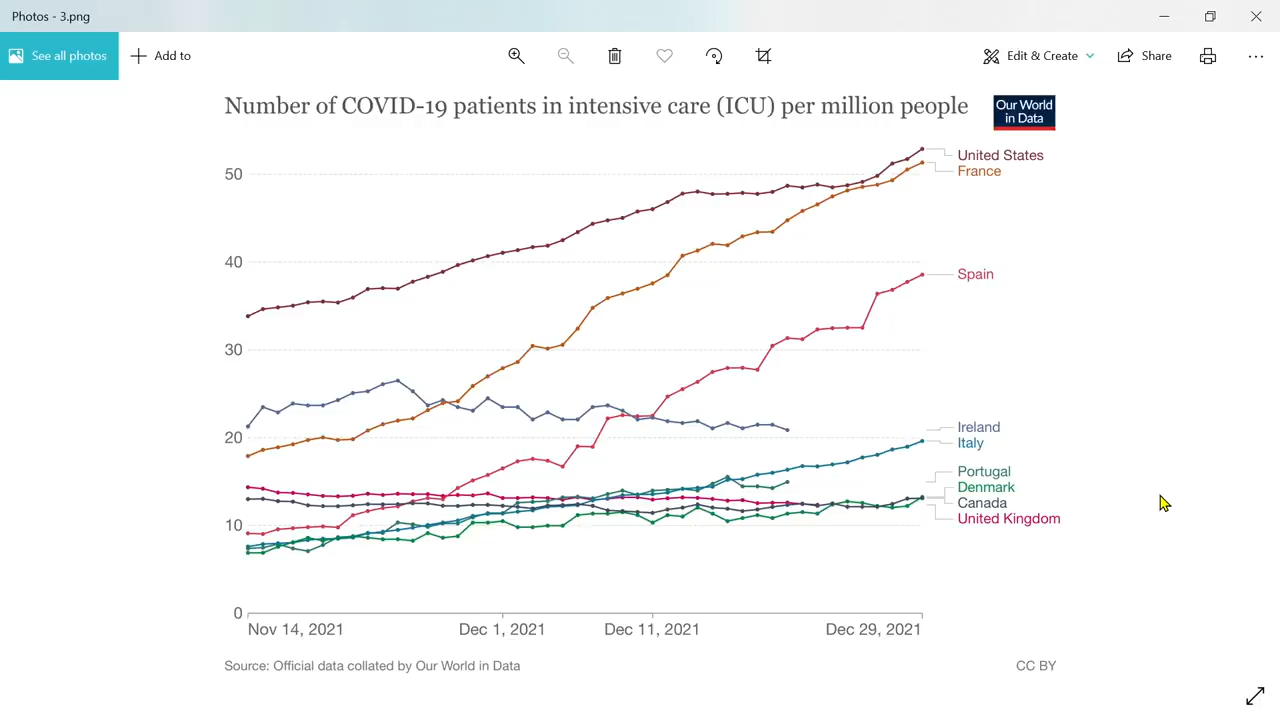 Photos - 3.png
See all photos
Add to
Edit & Create
Share
Number of COVID-19 patients in intensive care (ICU) per million people
Our World
in Data
50
40
30
20
10
0
United States
France
Spain
Ireland
Italy
Portugal
Denmark
Canada
United Kingdom
Nov 14, 2021
Dec 1, 2021
Dec 11, 2021
Dec 29, 2021
Source: Official data collated by Our World in Data
CC BY